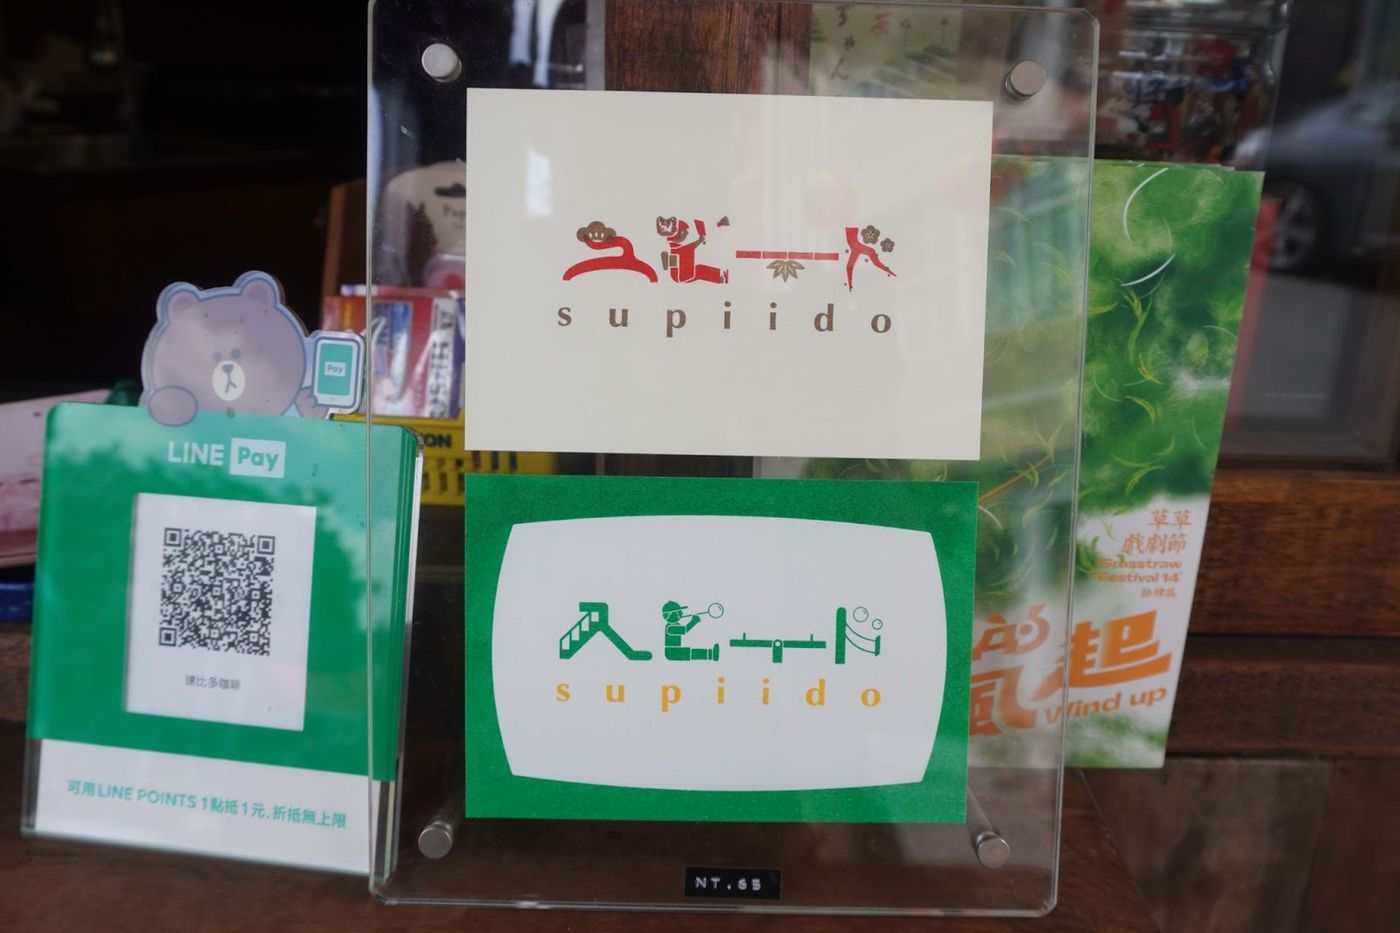 スピード
supiido
スピード
supiido
NT.65
LINE Pay
Pay
速比多咖啡
可用LINE POINTS 1點抵1元,折抵無上限
草草
戲劇節
Grasstraw
Festival 14
風起
Wind up